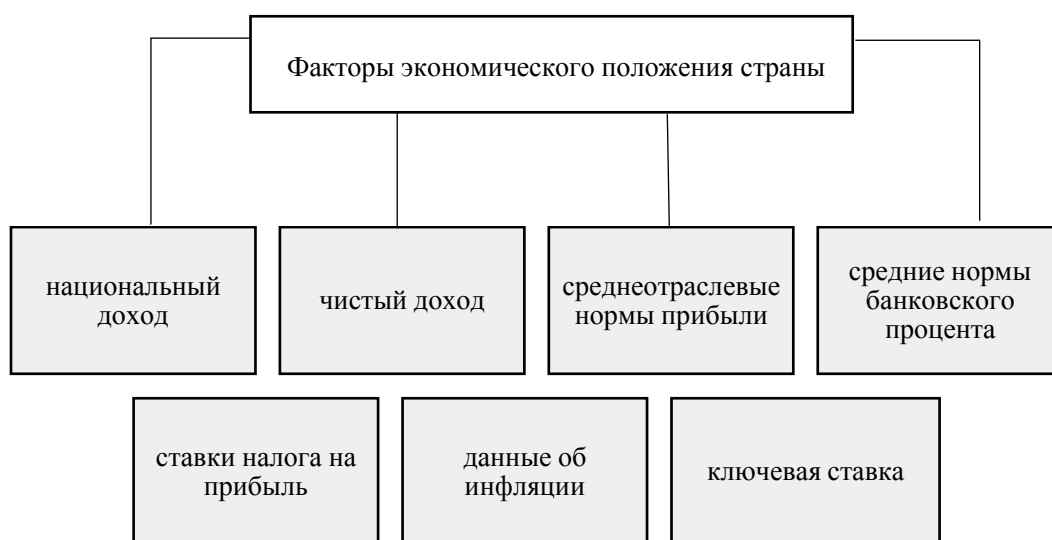 Факторы экономического положения страны
национальный
доход
чистый доход
среднеотраслевые
нормы прибыли
средние нормы
банковского
процента
ставки налога на
прибыль
данные об
инфляции
ключевая ставка